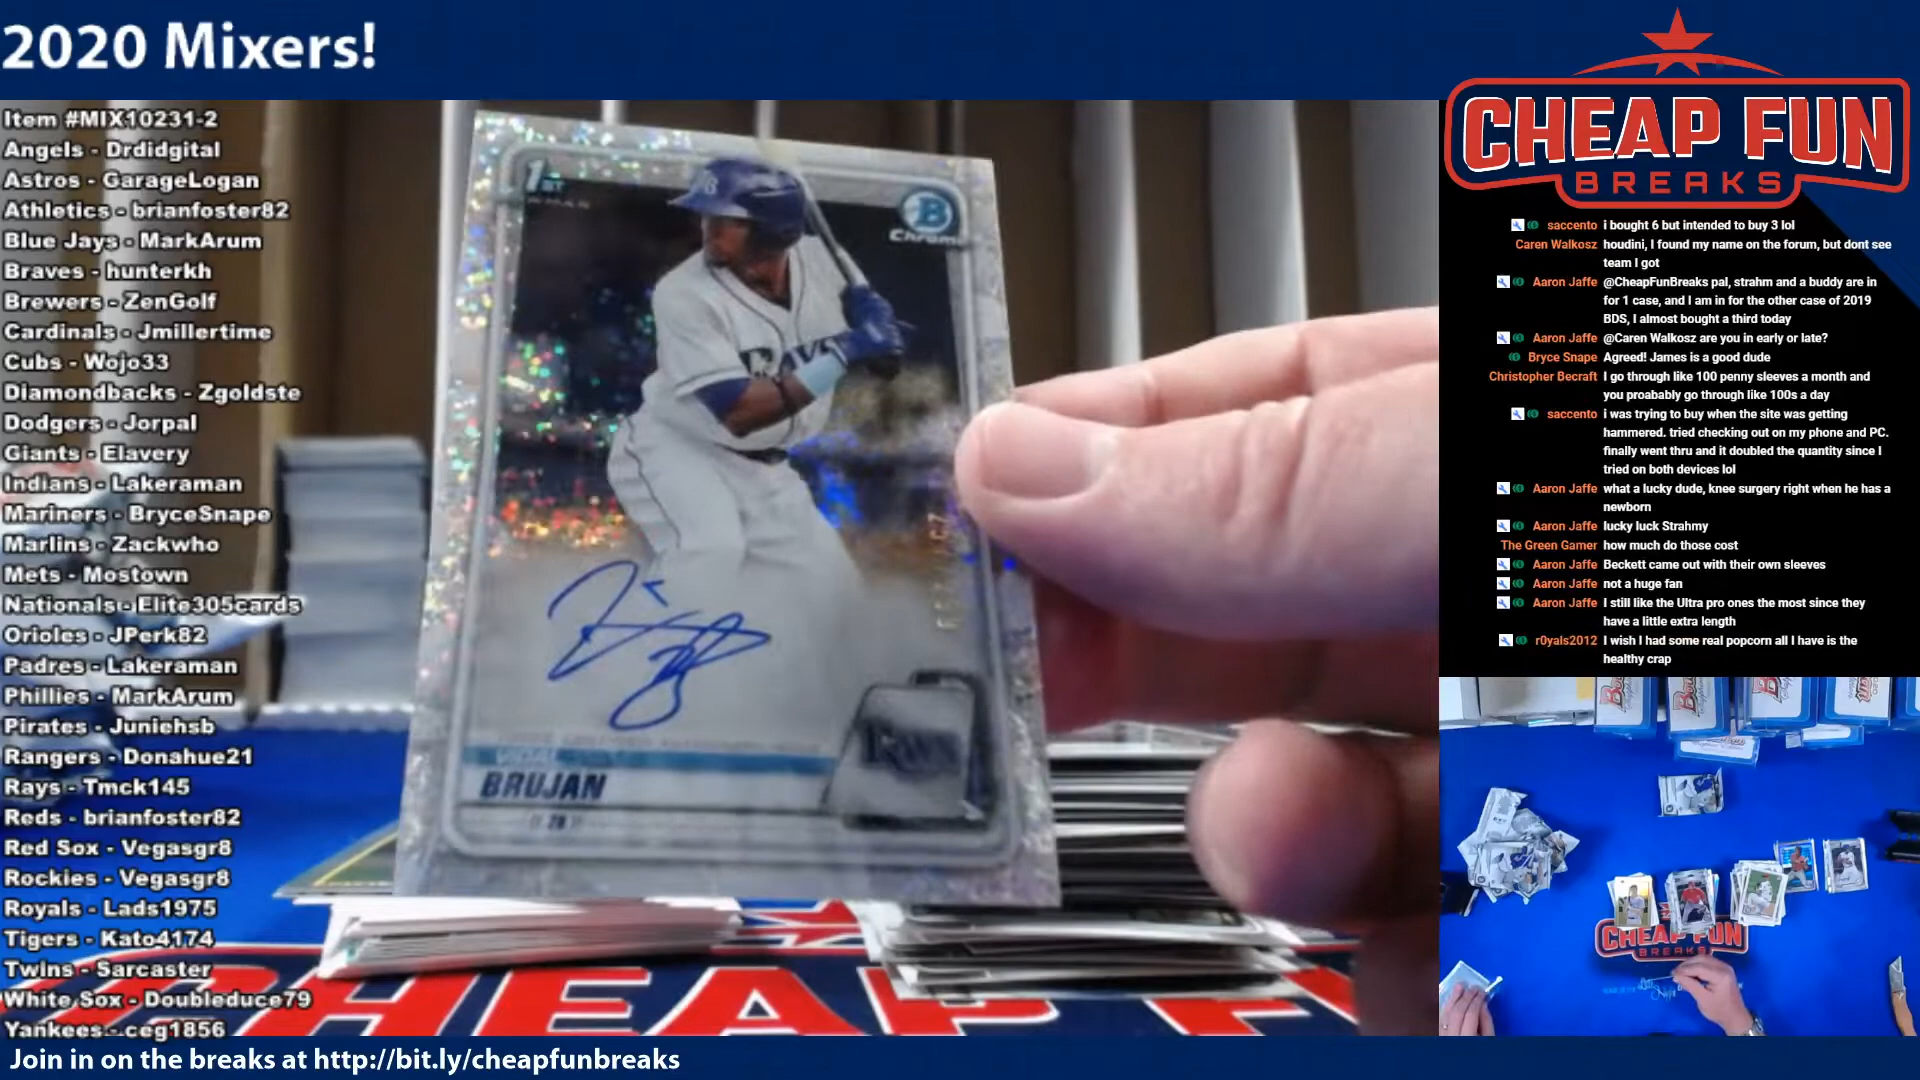 2020 Mixers!
Item #MIX10231-2
Angels - Drdidgital
Astros - GarageLogan
Athletics - brianfoster82
Blue Jays - MarkArum
Braves - hunterkh
Brewers - ZenGolf
Cardinals - Jmillertime
Cubs - Wojo33
Diamondbacks - Zgoldste
Dodgers - Jorpal
Giants - Elavery
Indians - Lakeraman
Mariners - BryceSnape
Marlins - Zackwho
Mets - Mostown
Nationals - Elite305cards
Orioles - JPerk82
Padres - Lakeraman
Phillies - MarkArum
Pirates - Juniehsb
Rangers - Donahue21
Rays - Tmck145
Reds - brianfoster82
Red Sox - Vegasgr8
Rockies - Vegasgr8
Royals - Lads1975
Tigers - Kato4174
Twins - Sarcaster
White Sox - Doubleduce79
Yankees - ceg1856
1ST
B
Chrome
RAYS
VIDAL
BRUJAN
2B
RAYS
CHEAP F
CHEAP FUN
BREAKS
saccento i bought 6 but intended to buy 3 lol
Caren Walkosz houdini, I found my name on the forum, but dont see
team I got
Aaron Jaffe @CheapFunBreaks pal, strahm and a buddy are in
for 1 case, and I am in for the other case of 2019
BDS, I almost bought a third today
Aaron Jaffe @Caren Walkosz are you in early or late?
Bryce Snape Agreed! James is a good dude
Christopher Becraft I go through like 100 penny sleeves a month and
you proabably go through like 100s a day
saccento i was trying to buy when the site was getting
hammered. tried checking out on my phone and PC.
finally went thru and it doubled the quantity since I
tried on both devices lol
Aaron Jaffe what a lucky dude, knee surgery right when he has a
newborn
Aaron Jaffe lucky luck Strahmy
The Green Gamer how much do those cost
Aaron Jaffe Beckett came out with their own sleeves
Aaron Jaffe not a huge fan
Aaron Jaffe I still like the Ultra pro ones the most since they
have a little extra length
r0yals2012 I wish I had some real popcorn all I have is the
healthy crap
CHEAP FUN
BREAKS
Join in on the breaks at http://bit.ly/cheapfunbreaks